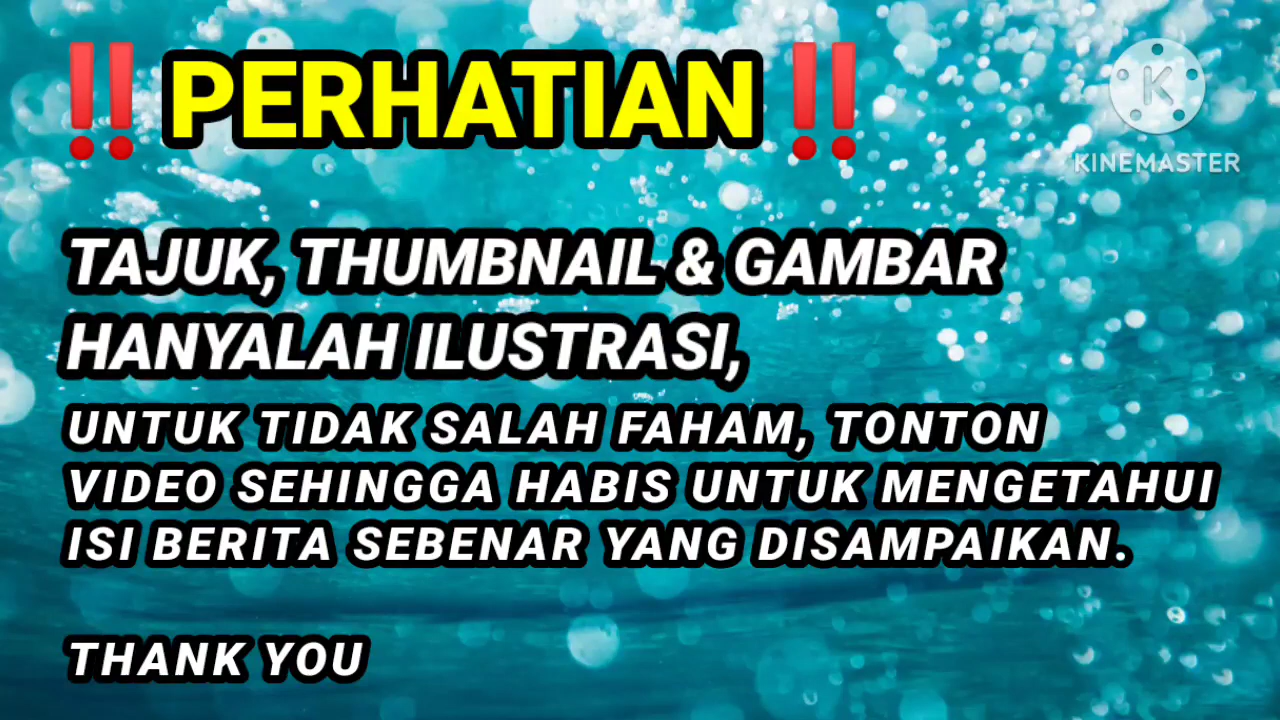 ‼PERHATIAN‼
KINEMASTER
TAJUK, THUMBNAIL & GAMBAR
HANYALAH ILUSTRASI,
UNTUK TIDAK SALAH FAHAM, TONTON
VIDEO SEHINGGA HABIS UNTUK MENGETAHUI
ISI BERITA SEBENAR YANG DISAMPAIKAN.
THANK YOU